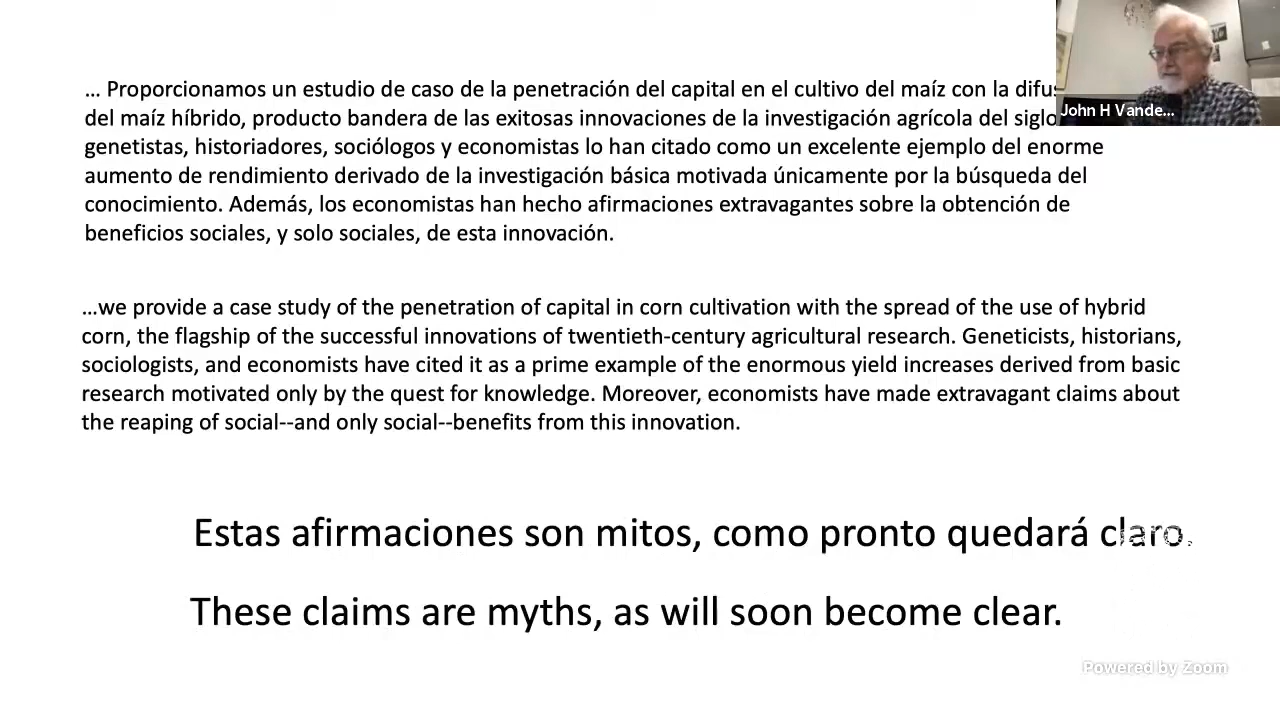 ... Proporcionamos un estudio de caso de la penetración del capital en el cultivo del maíz con la
del maíz híbrido, producto bandera de las exitosas innovaciones de la investigación agrícola del siglo
genetistas, historiadores, sociólogos y economistas lo han citado como un excelente ejemplo del enorme
aumento de rendimiento derivado de la investigación básica motivada únicamente por la búsqueda del
conocimiento. Además, los economistas han hecho afirmaciones extravagantes sobre la obtención de
beneficios sociales, y solo sociales, de esta innovación.
...we provide a case study of the penetration of capital in corn cultivation with the spread of the use of hybrid
corn, the flagship of the successful innovations of twentieth-century agricultural research. Geneticists, historians,
sociologists, and economists have cited it as a prime example of the enormous yield increases derived from basic
research motivated only by the quest for knowledge. Moreover, economists have made extravagant claims about
the reaping of social--and only social--benefits from this innovation.
Estas afirmaciones son mitos, como pronto quedará claro.
These claims are myths, as will soon become clear.
John H Vande...
Powered by Zoom